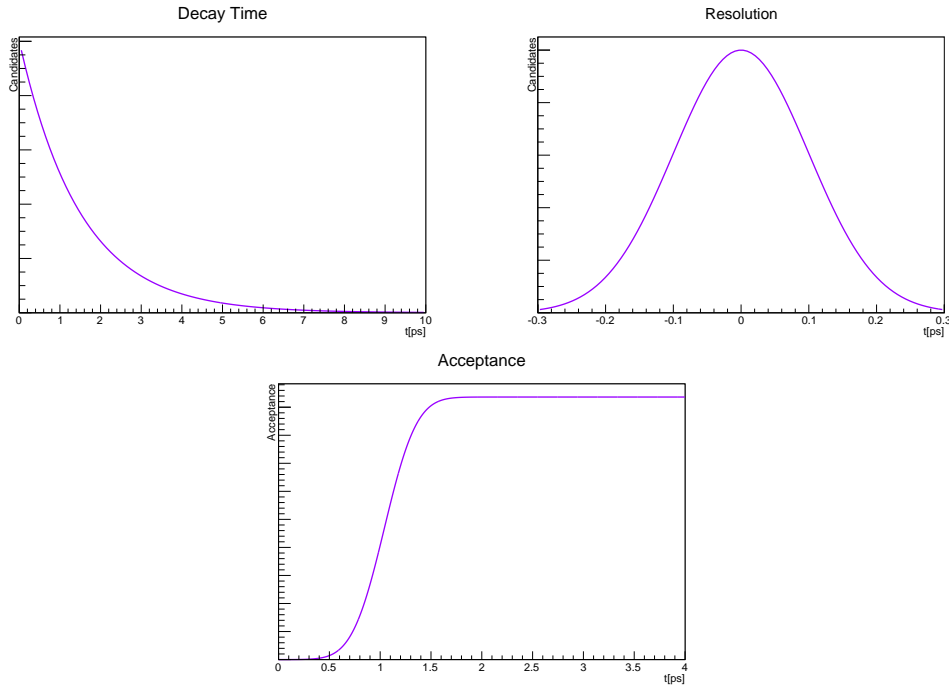 Decay Time
Candidates
0 1 2 3 4 5 6 7 8 9 10
t[ps]
Resolution
Candidates
-0.3 -0.2 -0.1 0 0.1 0.2 0.3
t[ps]
Acceptance
Acceptance
0 0.5 1 1.5 2 2.5 3 3.5 4
t[ps]